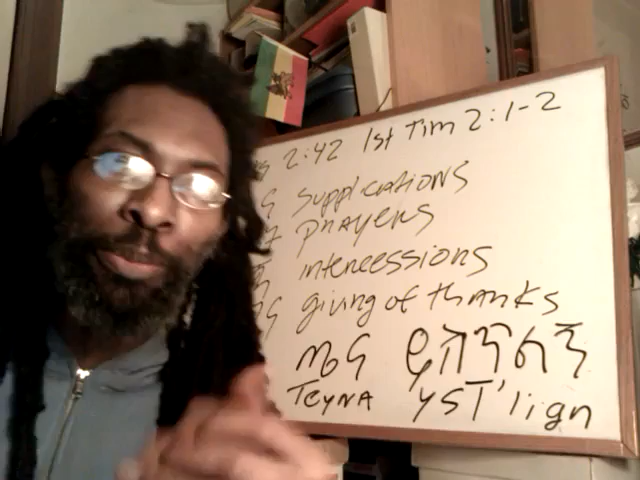 2:42 1st Tim 2:1-2
Supplications
prayers
intercessions
giving of thanks
ጤና ይስጥልኝ
TeyNA YST'lign